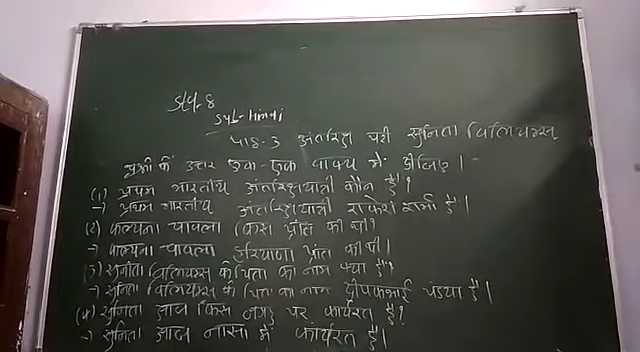 Std. 8
Sub-Hindi
पाठ-3 अंतरिक्ष परी सुनिता विलियम्स
प्रश्नों के उत्तर एक-एक वाक्य में दीजिए।
(1) प्रथम भारतीय अंतरिक्षयात्री कौन है?
→ प्रथम भारतीय अंतरिक्षयात्री राकेश शर्मा है।
(2) कल्पना चावला किस प्रांत की थी?
→ कल्पना चावला हरियाणा प्रांत की थी।
(3) सुनीता विलियम्स के पिता का नाम क्या है?
→ सुनिता विलियम्स के पिता का नाम दीपकभाई पंड्या है।
(4) सुनिता आज किस जगह पर कार्यरत है?
→ सुनिता आज नासा में कार्यरत है।